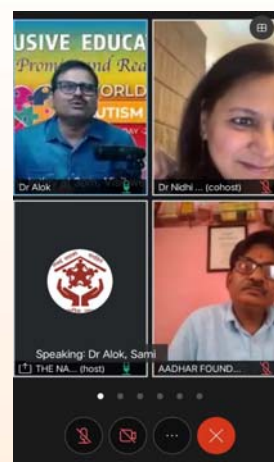 USIVE EDUCA
Promise and Rea
WORLD
UTISM
Dr Alok
Dr Nidhi ... (cohost)
Speaking: Dr Alok, Sami
THE NA... (host)
AADHAR FOUND...